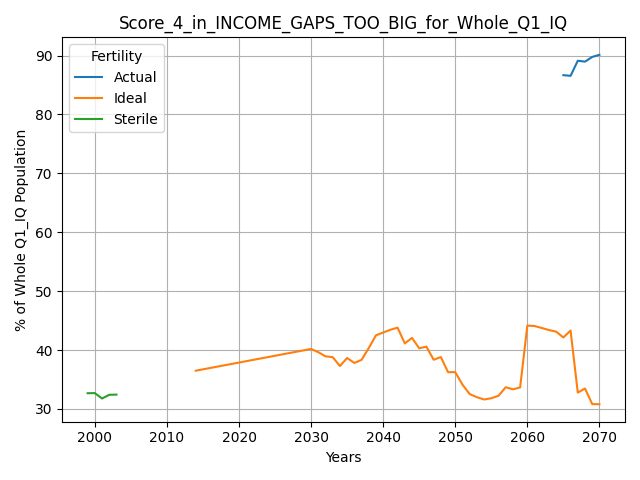 Score_4_in_INCOME_GAPS_TOO_BIG_for_Whole_Q1_IQ
Fertility
Actual
Ideal
Sterile
% of Whole Q1_IQ Population
90
80
70
60
50
40
30
2000 2010 2020 2030 2040 2050 2060 2070
Years